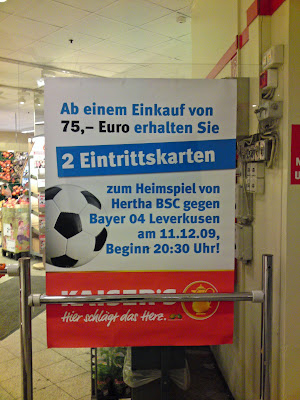 Ab einem Einkauf von
75,– Euro erhalten Sie
2 Eintrittskarten
zum Heimspiel von
Hertha BSC gegen
Bayer 04 Leverkusen
am 11.12.09,
Beginn 20:30 Uhr!
KAISER'S
Hier schlägt das Herz.